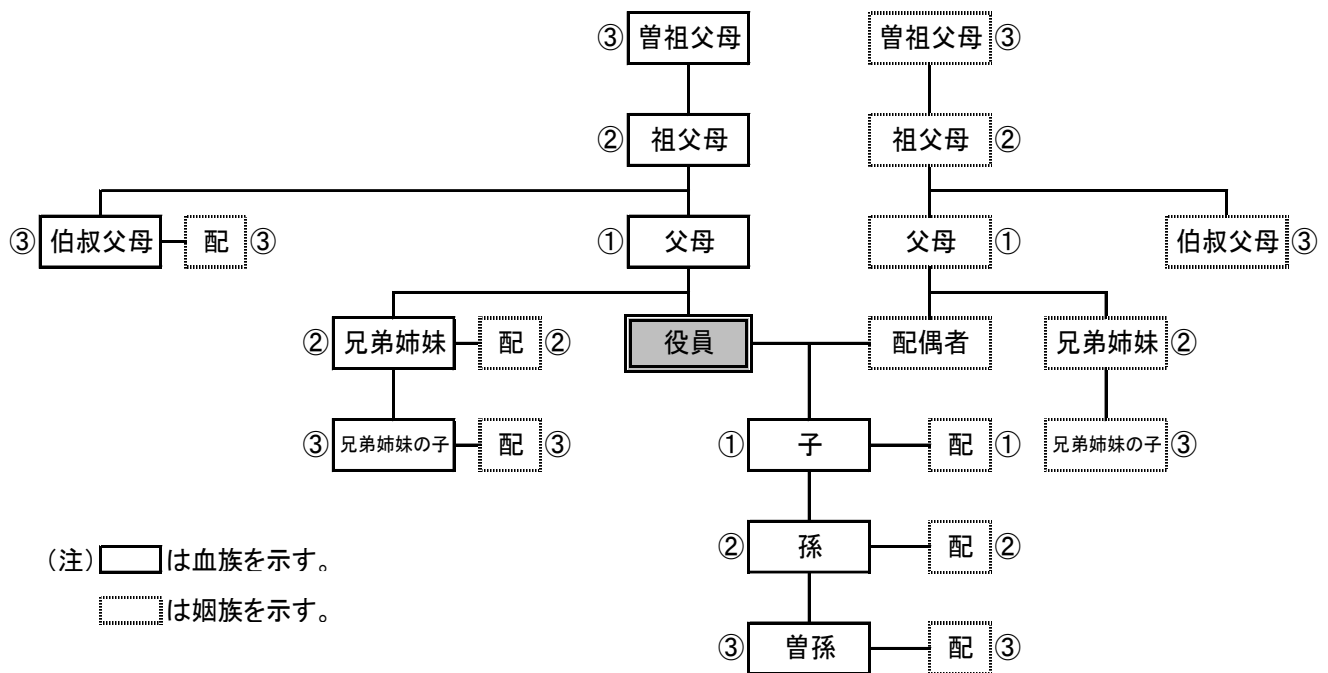 ③ 曽祖父母 曽祖父母 ③
② 祖父母 祖父母 ②
③ 伯叔父母 配 ③ ① 父母 父母 ① 伯叔父母 ③
② 兄弟姉妹 配 ② 役員 配偶者 兄弟姉妹 ②
③ 兄弟姉妹の子 配 ③ ① 子 配 ① 兄弟姉妹の子 ③
② 孫 配 ②
(注) は血族を示す。
は姻族を示す。
③ 曽孫 配 ③